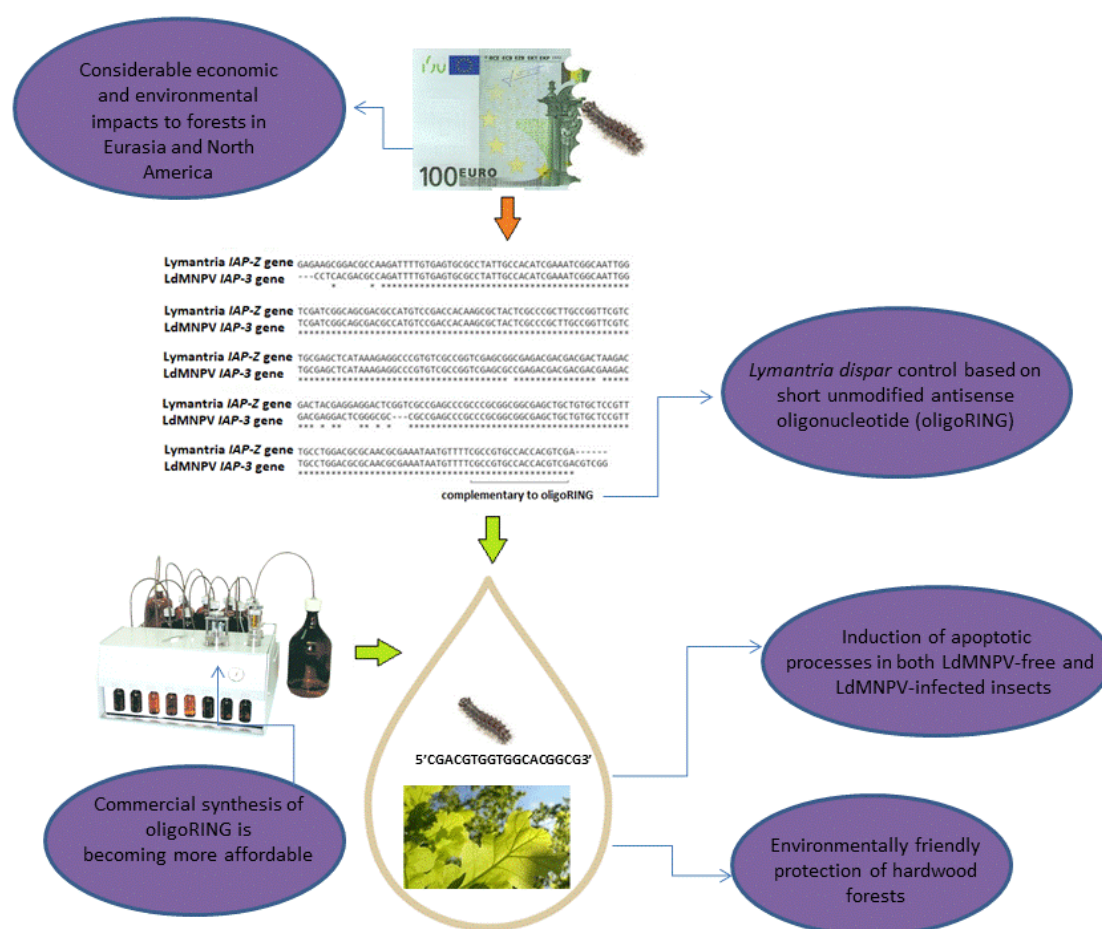 Considerable economic
and environmental
impacts to forests in
Eurasia and North
America
100 EURO
Lymantria IAP-Z gene GAGAAGCGGACGCCAAGATTTTGTGAGTGCGCCTATTGCCACATCGAAATCGGCAATTGG
LdMNPV IAP-3 gene ---CCTCACGACGCCAGATTTTGTGAGTGCGCCTATTGCCACATCGAAATCGGCAATTGG
Lymantria IAP-Z gene TCGATCGGCAGCGACGCCATGTCCGACCACAAGCGCTACTCGCCCGCTTGCCGGTTCGTC
LdMNPV IAP-3 gene TCGATCGGCAGCGACGCCATGTCCGACCACAAGCGCTACTCGCCCGCTTGCCGGTTCGTC
Lymantria IAP-Z gene TGCGAGCTCATAAAGAGGCCCGTGTCGCCGGTCGAGCGGCGAGACGACGACGACTAAGAC
LdMNPV IAP-3 gene TGCGAGCTCATAAAGAGGCCCGTGTCGCCGGTCGAGCGCCGAGACGACGACGACGAAGAC
Lymantria IAP-Z gene GACTACGAGGAGGACTCGGTCGCCGAGCCCGCCCGCGGCGGCGAGCTGCTGTGCTCCGTT
LdMNPV IAP-3 gene GACGAGGACTCGGGCGC---CGCCGAGCCCGCCCGCGGCGGCGAGCTGCTGTGCTCCGTT
Lymantria IAP-Z gene TGCCTGGACGCGCAACGCGAAATAATGTTTTCGCCGTGCCACCACGTCGA------
LdMNPV IAP-3 gene TGCCTGGACGCGCAACGCGAAATAATGTTTTCGCCGTGCCACCACGTCGACGTCGG
complementary to oligoRING
Lymantria dispar control based on
short unmodified antisense
oligonucleotide (oligoRING)
Induction of apoptotic
processes in both LdMNPV-free and
LdMNPV-infected insects
5'CGACGTGGTGGCACGGCG3'
Commercial synthesis of
oligoRING is
becoming more affordable
Environmentally friendly
protection of hardwood
forests